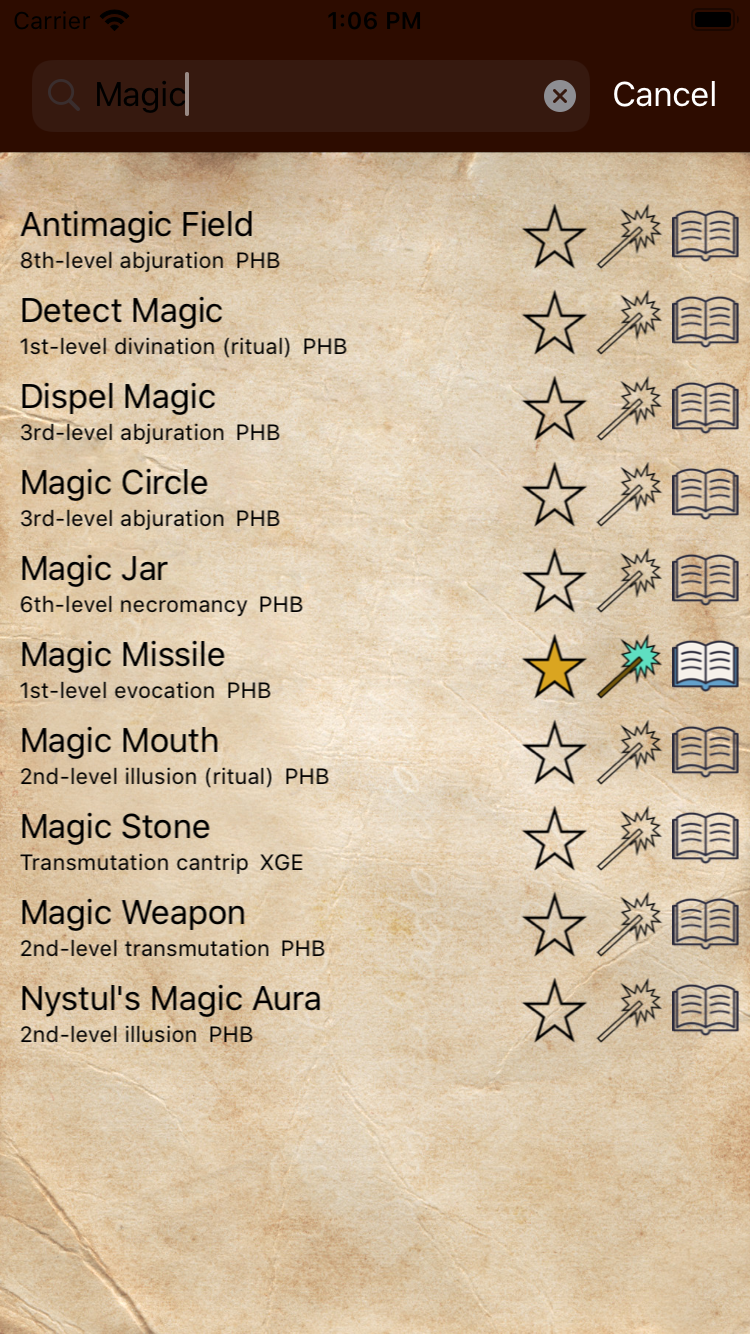 Carrier 1:06 PM
Magic Cancel
Antimagic Field
8th-level abjuration PHB
Detect Magic
1st-level divination (ritual) PHB
Dispel Magic
3rd-level abjuration PHB
Magic Circle
3rd-level abjuration PHB
Magic Jar
6th-level necromancy PHB
Magic Missile
1st-level evocation PHB
Magic Mouth
2nd-level illusion (ritual) PHB
Magic Stone
Transmutation cantrip XGE
Magic Weapon
2nd-level transmutation PHB
Nystul's Magic Aura
2nd-level illusion PHB